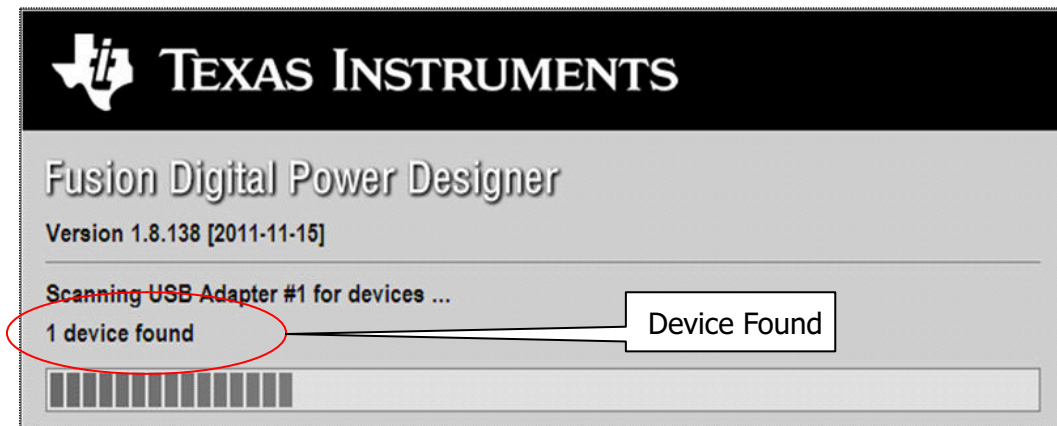 TEXAS INSTRUMENTS
Fusion Digital Power Designer
Version 1.8.138 [2011-11-15]
Scanning USB Adapter #1 for devices ...
1 device found
Device Found